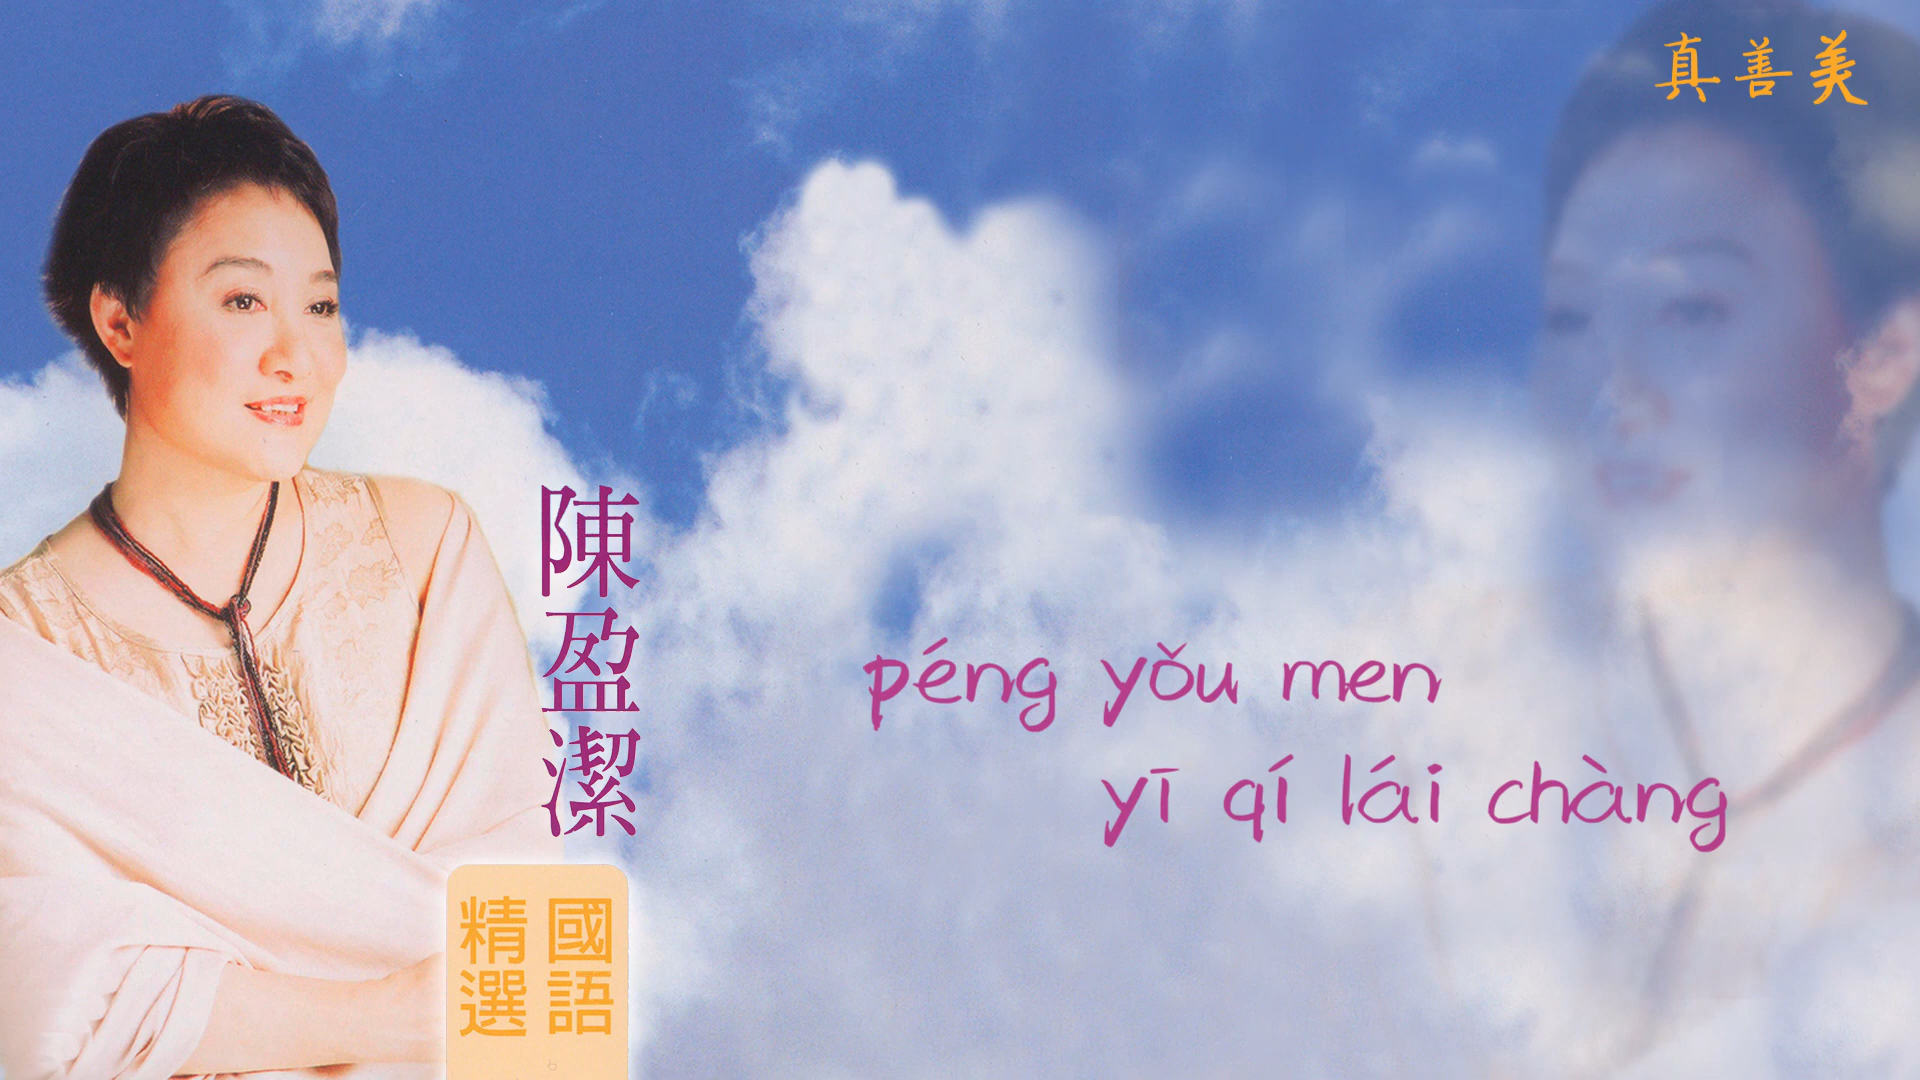 真善美
陳盈潔
國語
精選
péng yǒu men
yī qí lái chàng